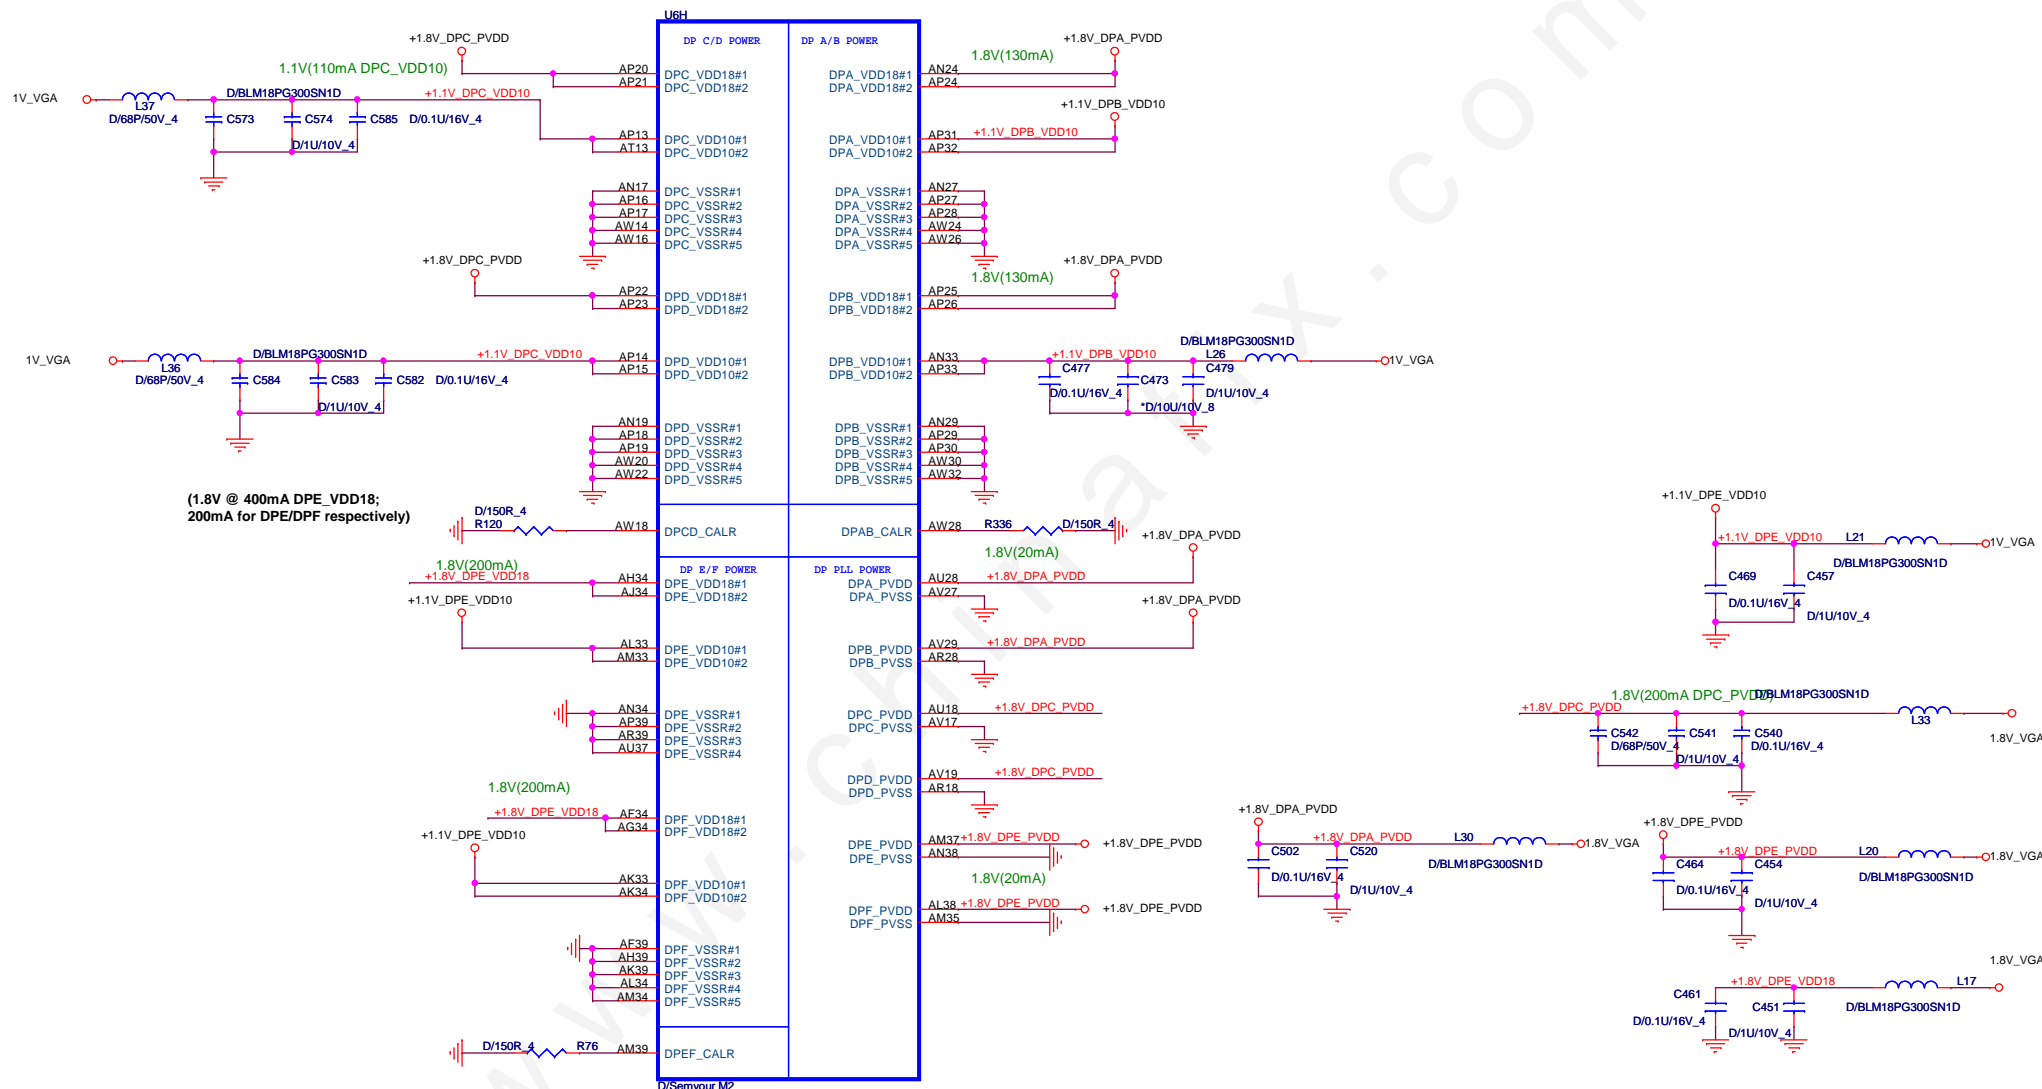 U6H
DP C/D POWER
DP A/B POWER
+1.8V_DPC_PVDD
1.1V(110mA DPC_VDD10)
1V_VGA
L37
D/BLM18PG300SN1D
+1.1V_DPC_VDD10
D/68P/50V_4
C573
C574
C585
D/0.1U/16V_4
D/1U/10V_4
AP20 DPC_VDD18#1
AP21 DPC_VDD18#2
AP13 DPC_VDD10#1
AT13 DPC_VDD10#2
AN17 DPC_VSSR#1
AP16 DPC_VSSR#2
AP17 DPC_VSSR#3
AW14 DPC_VSSR#4
AW16 DPC_VSSR#5
+1.8V_DPC_PVDD
AP22 DPD_VDD18#1
AP23 DPD_VDD18#2
1V_VGA
L36
D/BLM18PG300SN1D
+1.1V_DPC_VDD10
D/68P/50V_4
C584
C583
C582
D/0.1U/16V_4
D/1U/10V_4
AP14 DPD_VDD10#1
AP15 DPD_VDD10#2
AN19 DPD_VSSR#1
AP18 DPD_VSSR#2
AP19 DPD_VSSR#3
AW20 DPD_VSSR#4
AW22 DPD_VSSR#5
(1.8V @ 400mA DPE_VDD18;
200mA for DPE/DPF respectively)
D/150R_4
R120
AW18 DPCD_CALR
DP E/F POWER
1.8V(200mA)
+1.8V_DPE_VDD18
AH34 DPE_VDD18#1
AJ34 DPE_VDD18#2
+1.1V_DPE_VDD10
AL33 DPE_VDD10#1
AM33 DPE_VDD10#2
AN34 DPE_VSSR#1
AP39 DPE_VSSR#2
AR39 DPE_VSSR#3
AU37 DPE_VSSR#4
1.8V(200mA)
+1.8V_DPE_VDD18
AF34 DPF_VDD18#1
AG34 DPF_VDD18#2
+1.1V_DPE_VDD10
AK33 DPF_VDD10#1
AK34 DPF_VDD10#2
AF39 DPF_VSSR#1
AH39 DPF_VSSR#2
AK39 DPF_VSSR#3
AL34 DPF_VSSR#4
AM34 DPF_VSSR#5
D/150R_4
R76
AM39 DPEF_CALR
D/Semyour M2
1.8V(130mA)
+1.8V_DPA_PVDD
DPA_VDD18#1 AN24
DPA_VDD18#2 AP24
+1.1V_DPB_VDD10
DPA_VDD10#1 AP31 +1.1V_DPB_VDD10
DPA_VDD10#2 AP32
DPA_VSSR#1 AN27
DPA_VSSR#2 AP27
DPA_VSSR#3 AP28
DPA_VSSR#4 AW24
DPA_VSSR#5 AW26
+1.8V_DPA_PVDD
1.8V(130mA)
DPB_VDD18#1 AP25
DPB_VDD18#2 AP26
DPB_VDD10#1 AN33
DPB_VDD10#2 AP33
+1.1V_DPB_VDD10
D/BLM18PG300SN1D
L26
1V_VGA
C477
C473
C479
D/0.1U/16V_4
D/1U/10V_4
*D/10U/10V_8
DPB_VSSR#1 AN29
DPB_VSSR#2 AP29
DPB_VSSR#3 AP30
DPB_VSSR#4 AW30
DPB_VSSR#5 AW32
DPAB_CALR AW28
R336
D/150R_4
DP PLL POWER
1.8V(20mA)
+1.8V_DPA_PVDD
DPA_PVDD AU28 +1.8V_DPA_PVDD
DPA_PVSS AV27
+1.8V_DPA_PVDD
DPB_PVDD AV29 +1.8V_DPA_PVDD
DPB_PVSS AR28
DPC_PVDD AU18 +1.8V_DPC_PVDD
DPC_PVSS AV17
DPD_PVDD AV19 +1.8V_DPC_PVDD
DPD_PVSS AR18
DPE_PVDD AM37 +1.8V_DPE_PVDD +1.8V_DPE_PVDD
DPE_PVSS AN38
1.8V(20mA)
DPF_PVDD AL38 +1.8V_DPE_PVDD +1.8V_DPE_PVDD
DPF_PVSS AM35
+1.1V_DPE_VDD10
+1.1V_DPE_VDD10
L21
1V_VGA
D/BLM18PG300SN1D
C469
C457
D/0.1U/16V_4
D/1U/10V_4
1.8V(200mA DPC_PVDD)
D/BLM18PG300SN1D
+1.8V_DPC_PVDD
L33
1.8V_VGA
C542
C541
C540
D/68P/50V_4
D/0.1U/16V_4
D/1U/10V_4
+1.8V_DPA_PVDD
+1.8V_DPA_PVDD
L30
1.8V_VGA
C502
C520
D/BLM18PG300SN1D
D/0.1U/16V_4
D/1U/10V_4
+1.8V_DPE_PVDD
+1.8V_DPE_PVDD
L20
1.8V_VGA
C464
C454
D/BLM18PG300SN1D
D/0.1U/16V_4
D/1U/10V_4
1.8V_VGA
+1.8V_DPE_VDD18
L17
C461
C451
D/BLM18PG300SN1D
D/0.1U/16V_4
D/1U/10V_4
www.chinafix.com